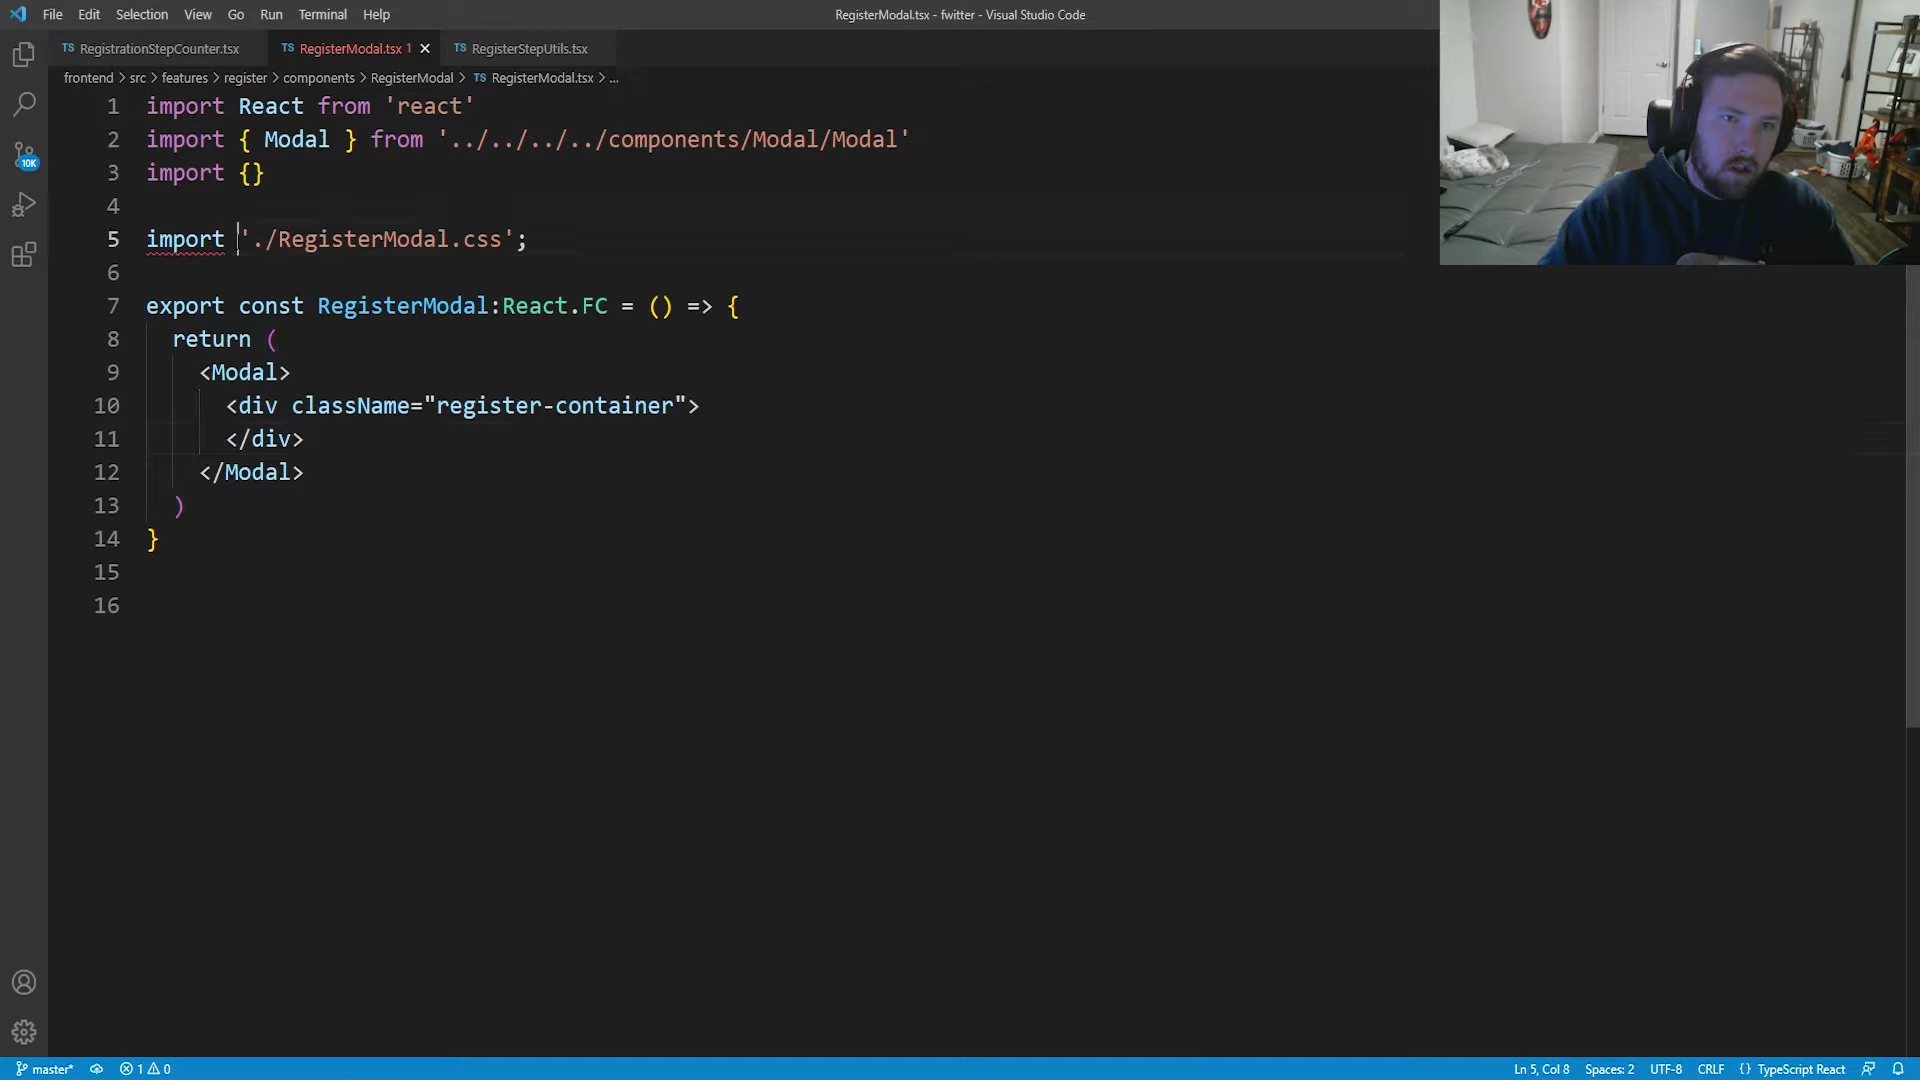 File Edit Selection View Go Run Terminal Help
RegisterModal.tsx - fwitter - Visual Studio Code
TS RegistrationStepCounter.tsx TS RegisterModal.tsx 1 TS RegisterStepUtils.tsx
frontend > src > features > register > components > RegisterModal > TS RegisterModal.tsx > ...
1 import React from 'react'
2 import { Modal } from '../../../../components/Modal/Modal'
3 import {}
4
5 import './RegisterModal.css';
6
7 export const RegisterModal:React.FC = () => {
8 return (
9 <Modal>
10 <div className="register-container">
11 </div>
12 </Modal>
13 )
14 }
15
16
10K
master* 1 0 Ln 5, Col 8 Spaces: 2 UTF-8 CRLF {} TypeScript React